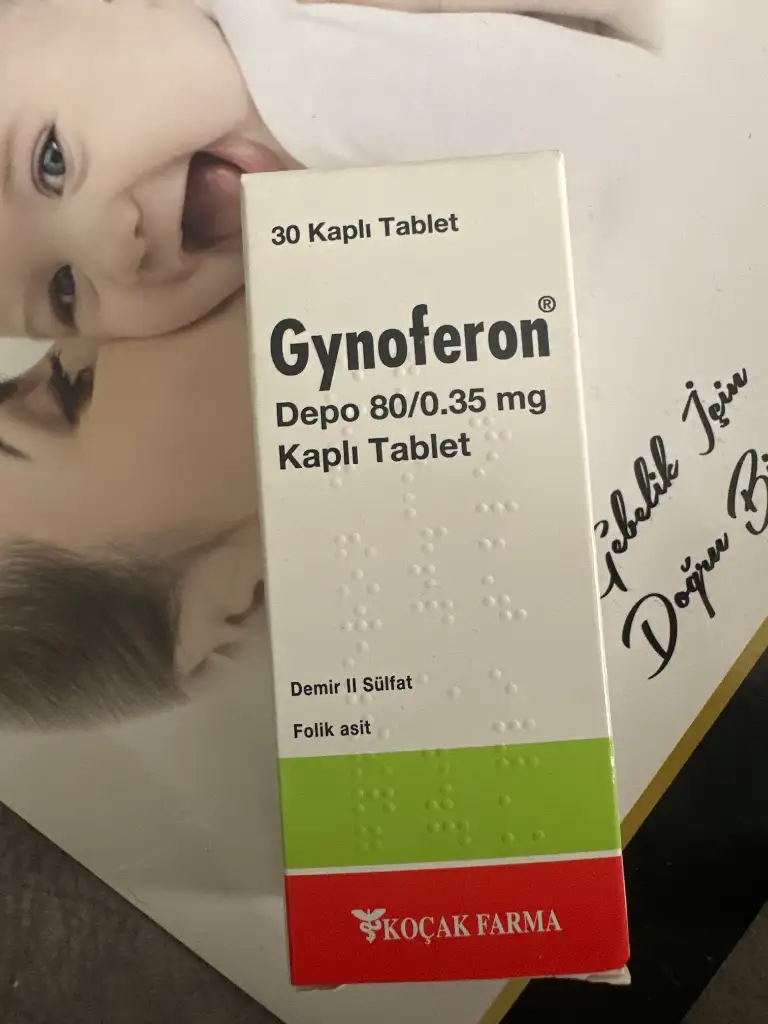 30 Kaplı Tablet
Gynoferon®
Depo 80/0.35 mg
Kaplı Tablet
Demir II Sülfat
Folik asit
KOÇAK FARMA
Gebelik İçin
Doğru